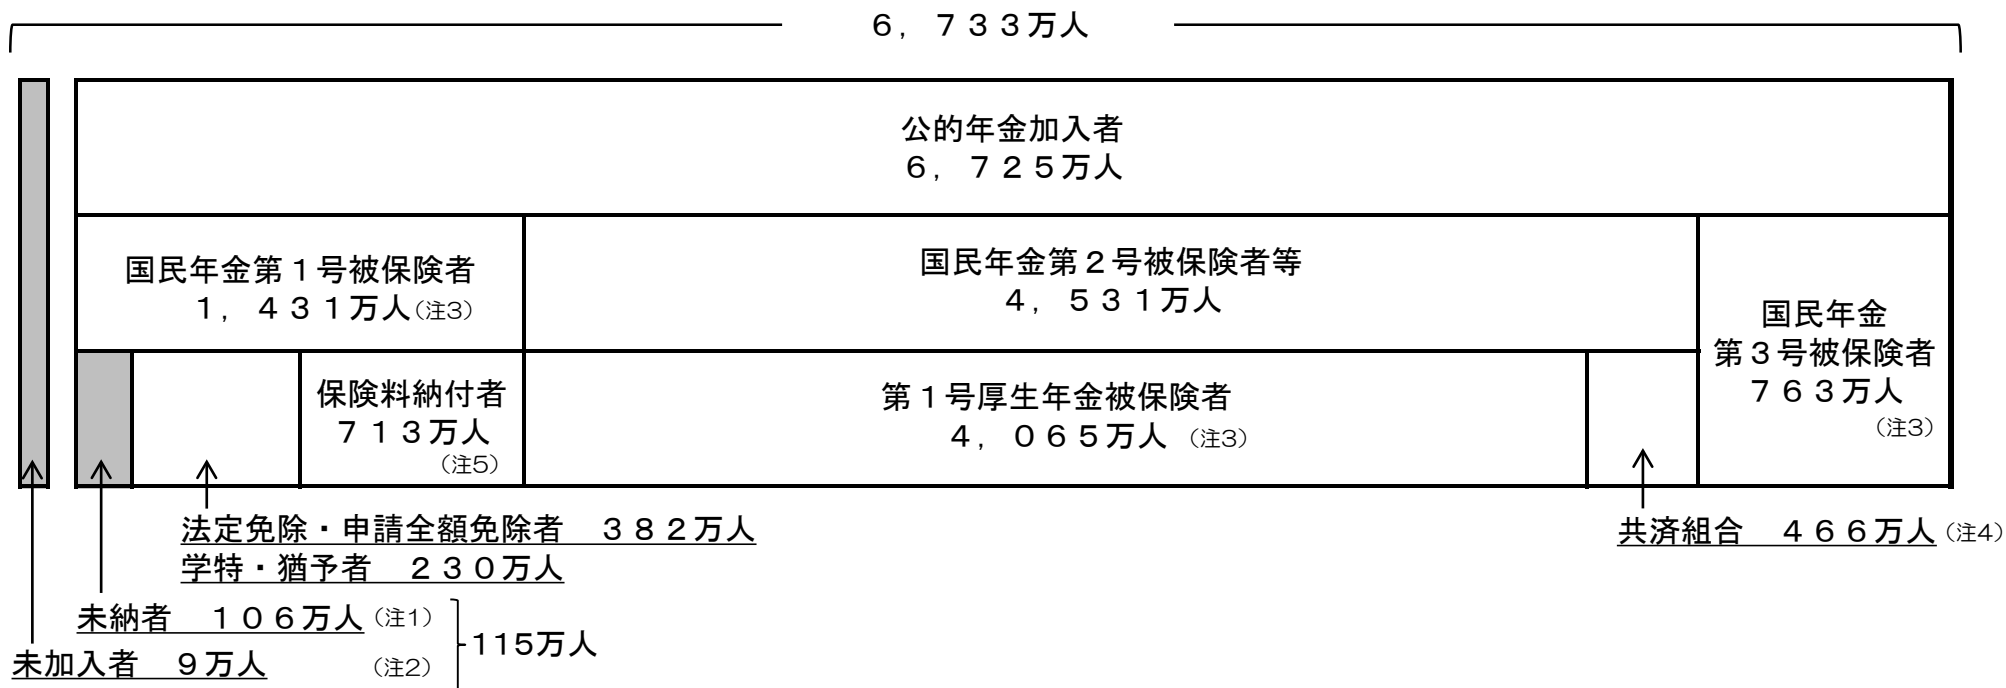 ６，７３３万人
公的年金加入者
６，７２５万人
国民年金第１号被保険者
１，４３１万人（注3）
国民年金第２号被保険者等
４，５３１万人
国民年金
第３号被保険者
７６３万人
（注3）
保険料納付者
７１３万人
（注5）
第１号厚生年金被保険者
４，０６５万人（注3）
法定免除・申請全額免除者　３８２万人
学特・猶予者　２３０万人
共済組合　４６６万人（注4）
未納者　１０６万人（注1）
115万人
未加入者　９万人　（注2）